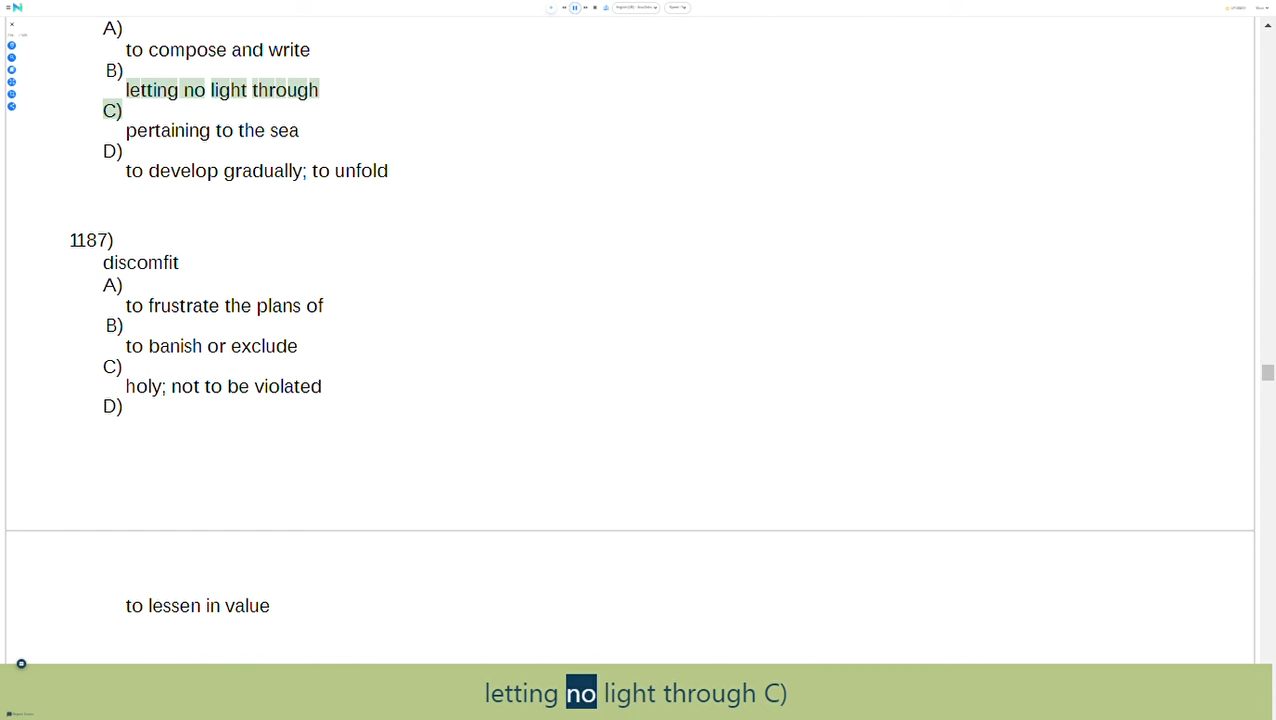 A)
to compose and write
B)
letting no light through
C)
pertaining to the sea
D)
to develop gradually; to unfold
1187)
discomfit
A)
to frustrate the plans of
B)
to banish or exclude
C)
holy; not to be violated
D)
to lessen in value
letting no light through C)